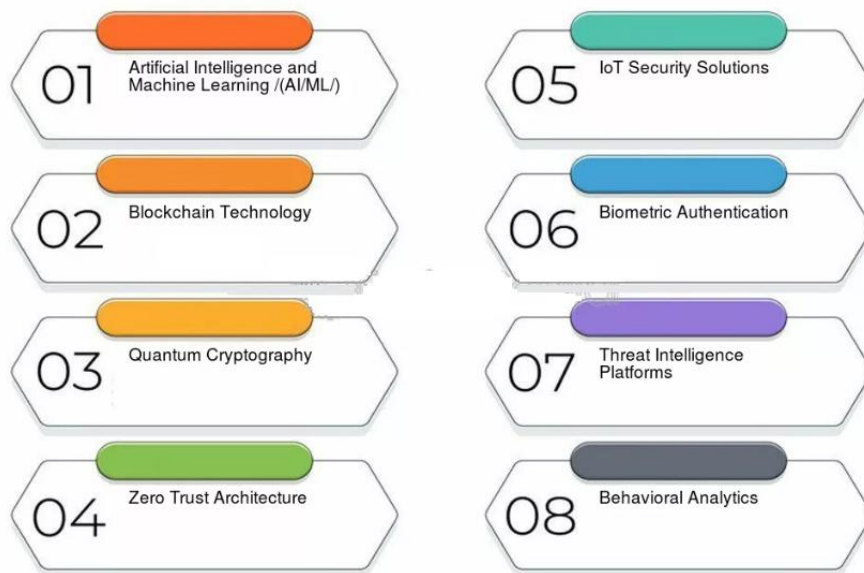 01
Artificial Intelligence and
Machine Learning /(AI/ML/)
02
Blockchain Technology
03
Quantum Cryptography
04
Zero Trust Architecture
05
IoT Security Solutions
06
Biometric Authentication
07
Threat Intelligence
Platforms
08
Behavioral Analytics